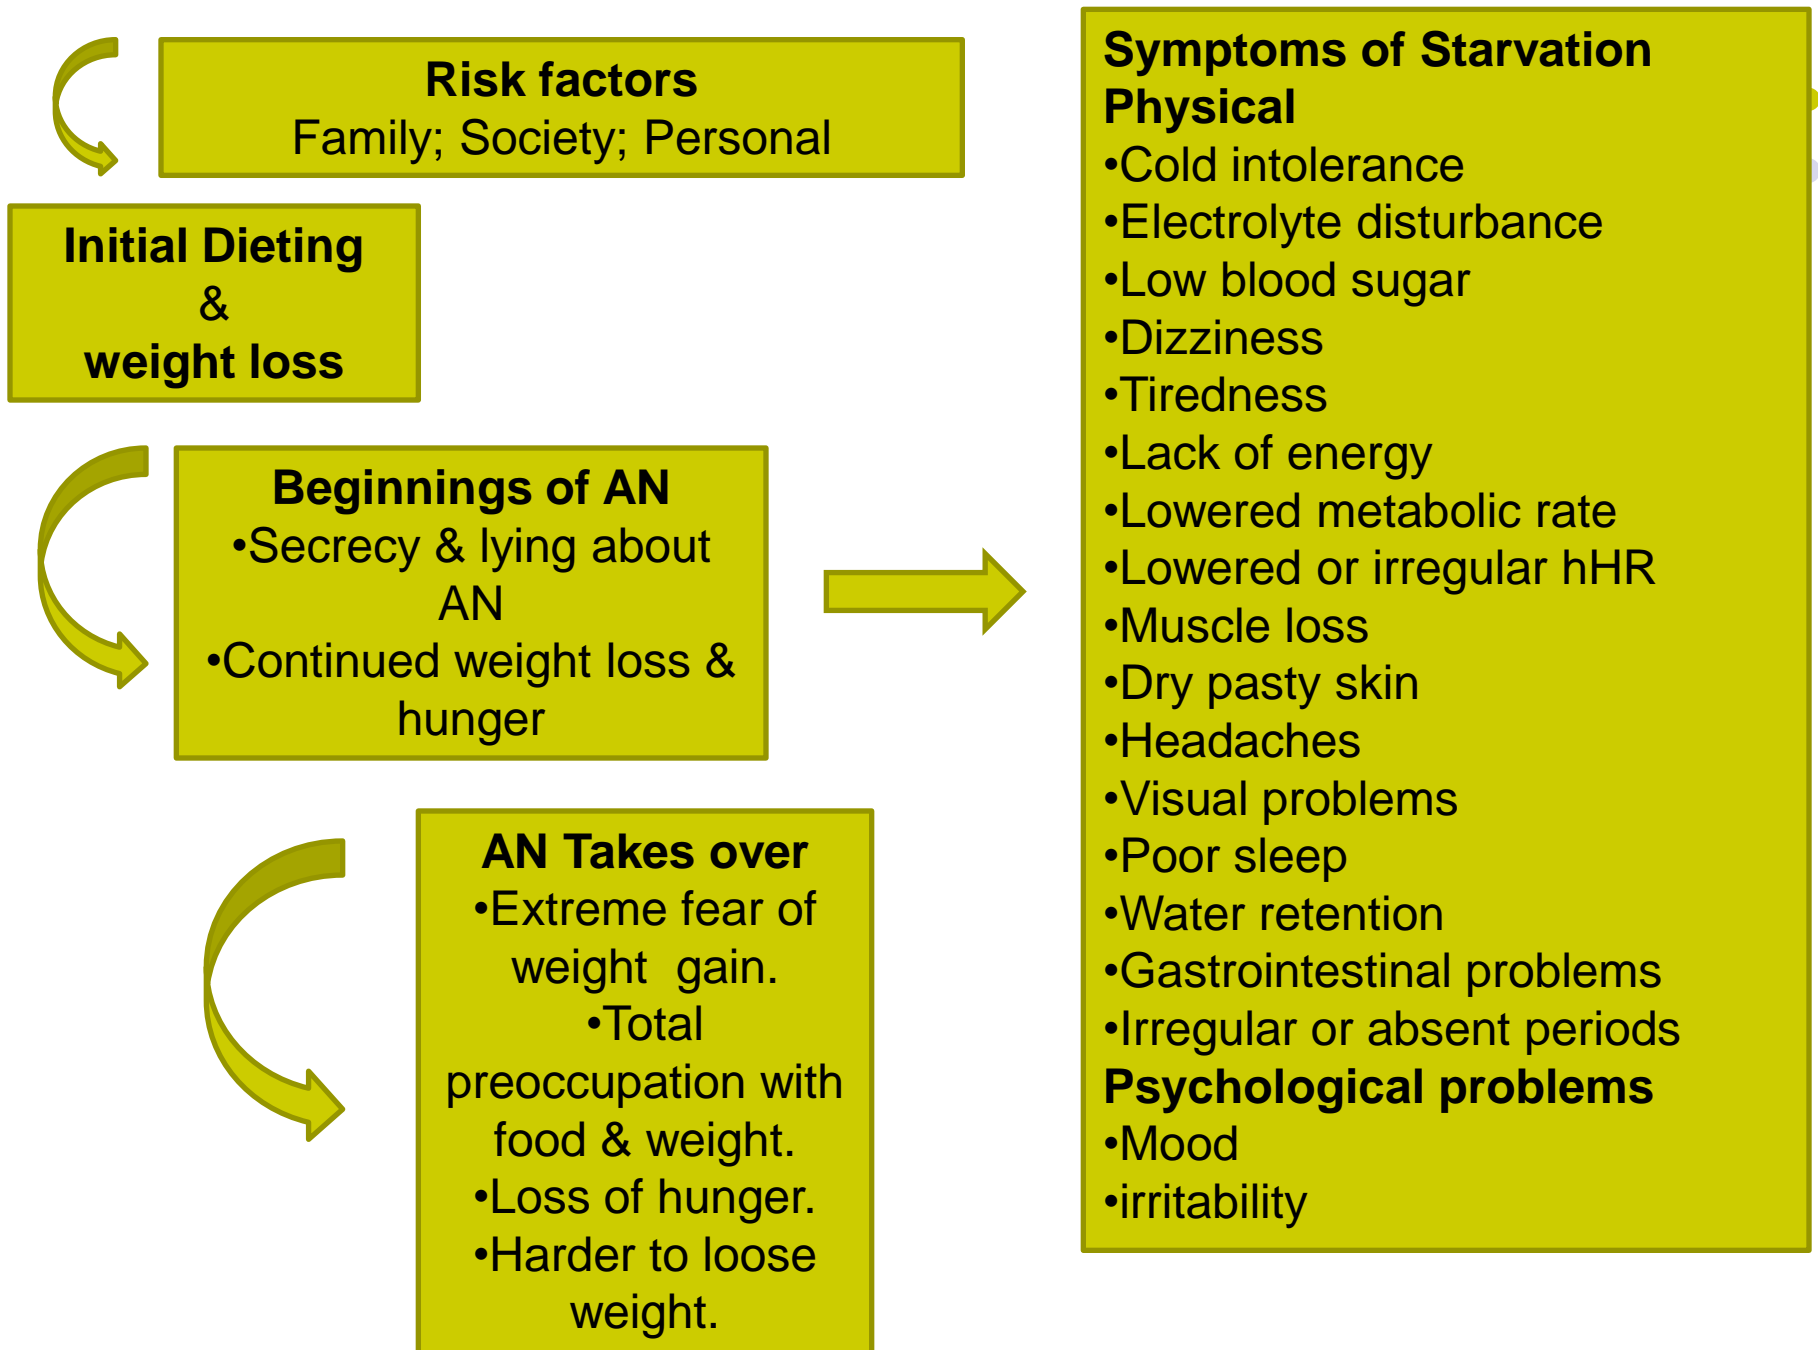 Risk factors
Family; Society; Personal
Initial Dieting
&
weight loss
Beginnings of AN
•Secrecy & lying about
AN
•Continued weight loss &
hunger
AN Takes over
•Extreme fear of
weight  gain.
•Total
preoccupation with
food & weight.
•Loss of hunger.
•Harder to loose
weight.
Symptoms of Starvation
Physical
•Cold intolerance
•Electrolyte disturbance
•Low blood sugar
•Dizziness
•Tiredness
•Lack of energy
•Lowered metabolic rate
•Lowered or irregular hHR
•Muscle loss
•Dry pasty skin
•Headaches
•Visual problems
•Poor sleep
•Water retention
•Gastrointestinal problems
•Irregular or absent periods
Psychological problems
•Mood
•irritability